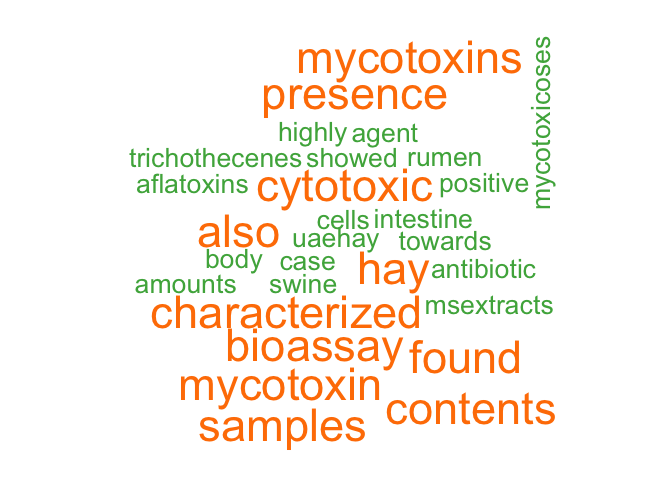 mycotoxins
presence
mycotoxicoses
highly agent
trichothecenes showed rumen
aflatoxins cytotoxic positive
cells intestine
also uaehay towards
body case hay antibiotic
amounts swine
characterized msextracts
bioassay found
mycotoxin contents
samples